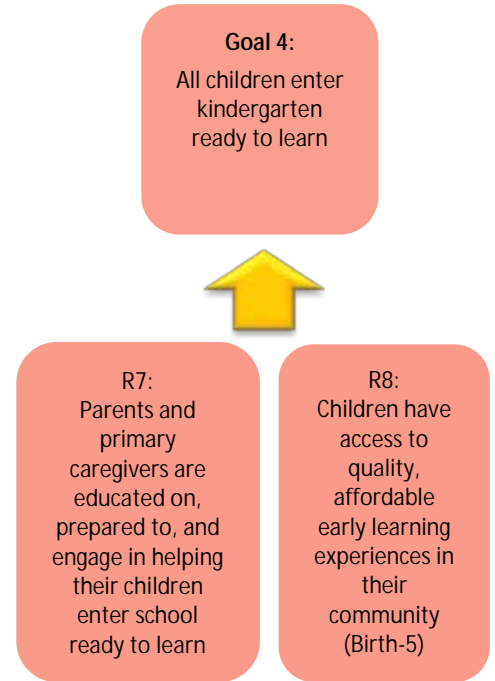 Goal 4:
All children enter
kindergarten
ready to learn
R7:
Parents and
primary
caregivers are
educated on,
prepared to, and
engage in helping
their children
enter school
ready to learn
R8:
Children have
access to
quality,
affordable
early learning
experiences in
their
community
(Birth-5)